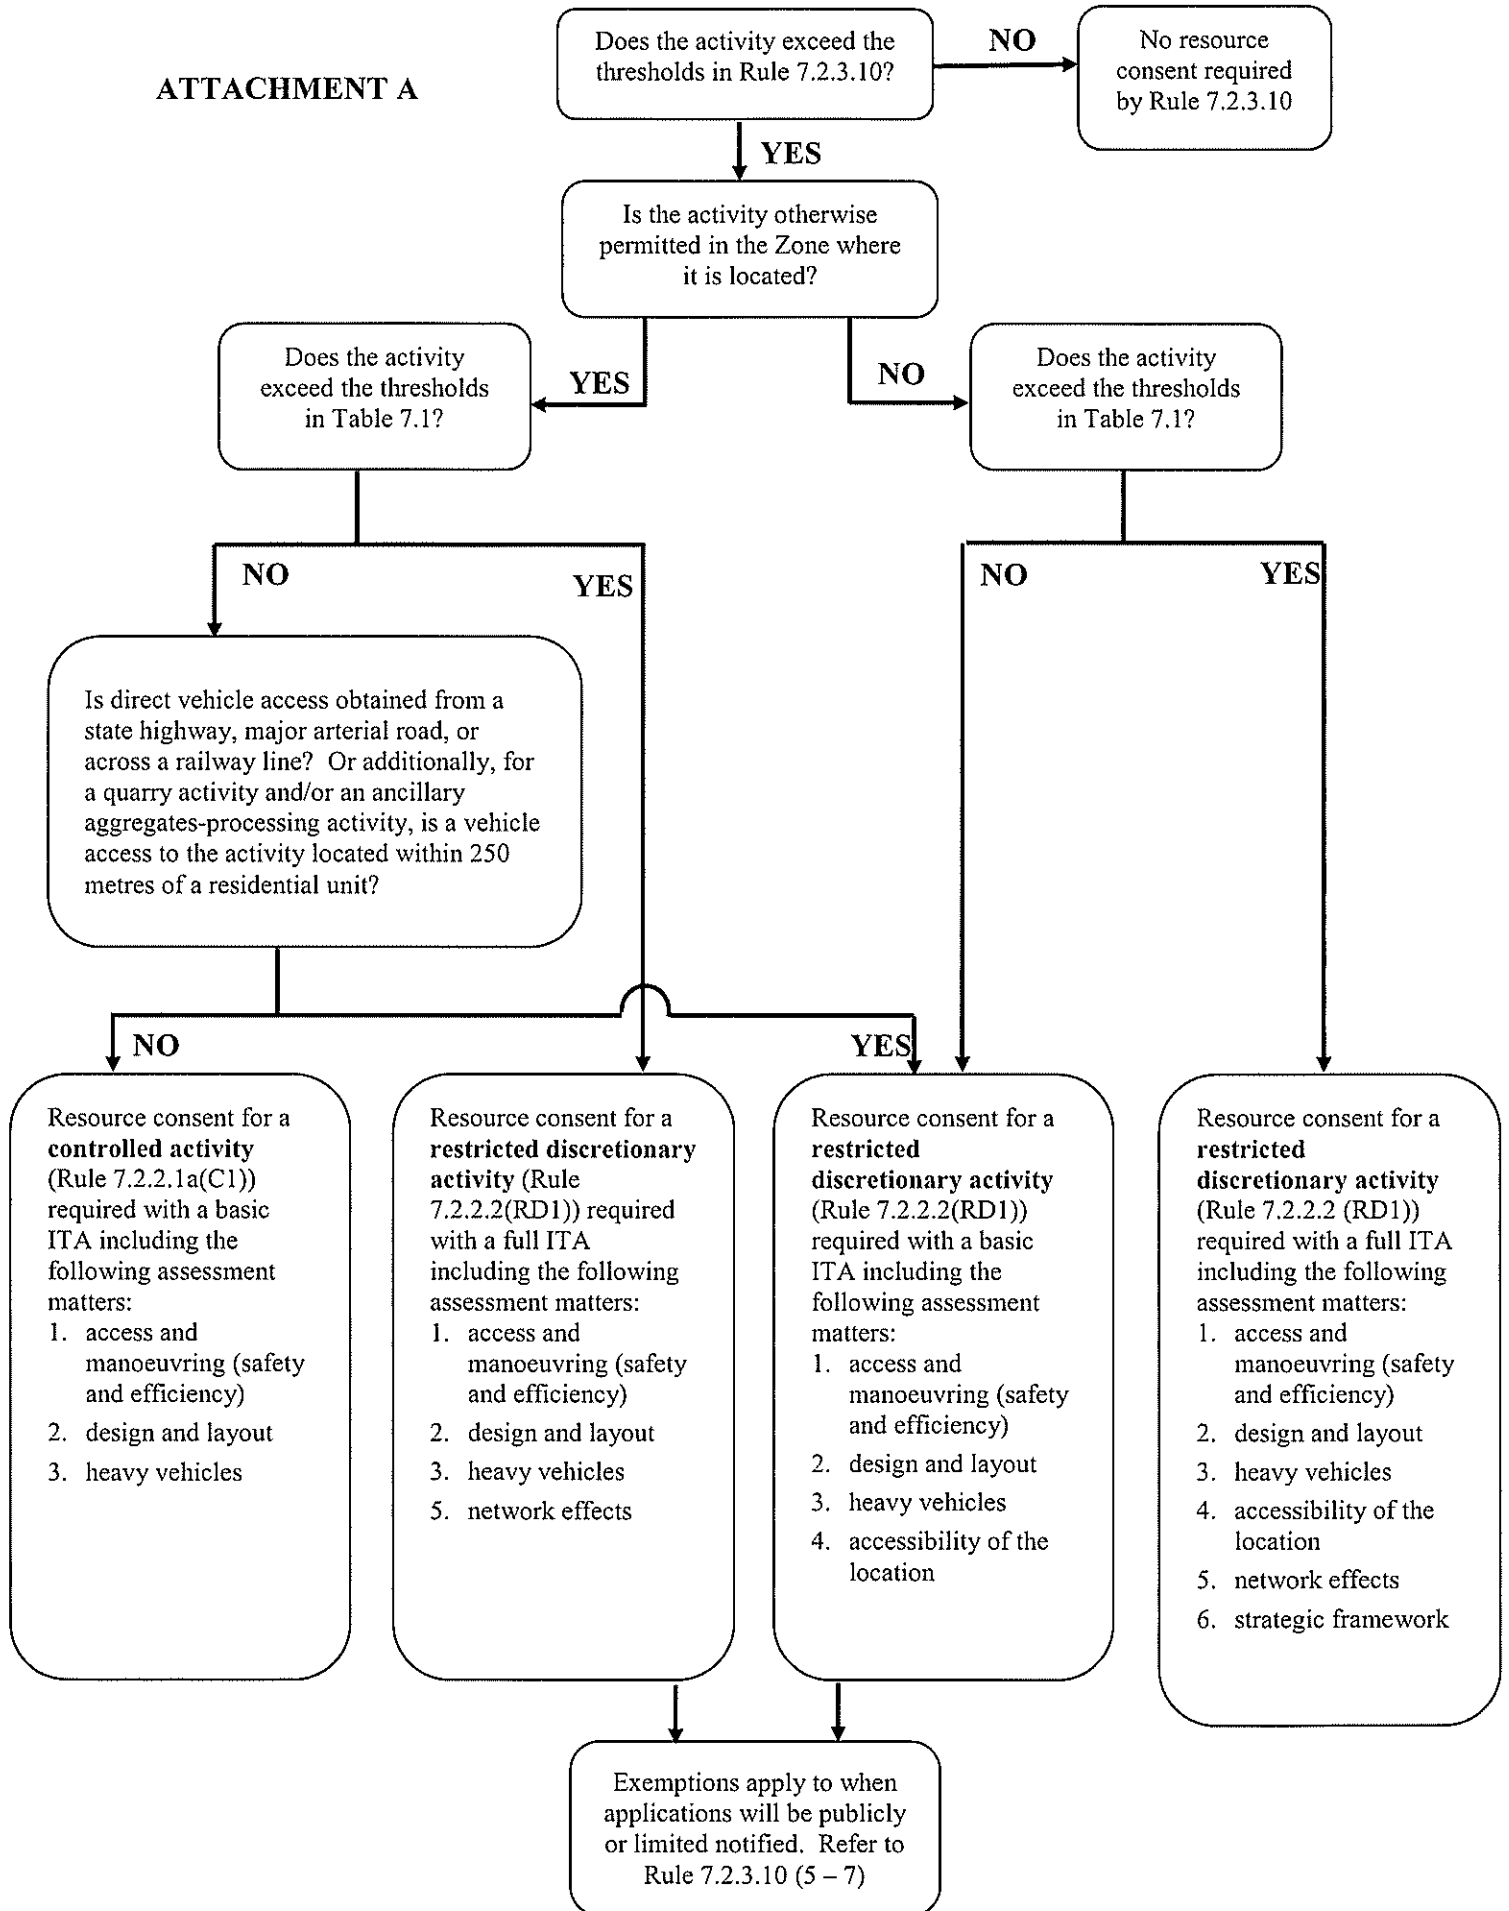 ATTACHMENT A
Does the activity exceed the
thresholds in Rule 7.2.3.10?
NO
No resource
consent required
by Rule 7.2.3.10
YES
Is the activity otherwise
permitted in the Zone where
it is located?
YES
NO
Does the activity
exceed the thresholds
in Table 7.1?
Does the activity
exceed the thresholds
in Table 7.1?
NO
YES
NO
YES
Is direct vehicle access obtained from a
state highway, major arterial road, or
across a railway line? Or additionally, for
a quarry activity and/or an ancillary
aggregates-processing activity, is a vehicle
access to the activity located within 250
metres of a residential unit?
NO
YES
Resource consent for a
controlled activity
(Rule 7.2.2.1a(C1))
required with a basic
ITA including the
following assessment
matters:
1. access and
manoeuvring (safety
and efficiency)
2. design and layout
3. heavy vehicles
Resource consent for a
restricted discretionary
activity (Rule
7.2.2.2(RD1)) required
with a full ITA
including the following
assessment matters:
1. access and
manoeuvring (safety
and efficiency)
2. design and layout
3. heavy vehicles
5. network effects
Resource consent for a
restricted
discretionary activity
(Rule 7.2.2.2(RD1))
required with a basic
ITA including the
following assessment
matters:
1. access and
manoeuvring (safety
and efficiency)
2. design and layout
3. heavy vehicles
4. accessibility of the
location
Resource consent for a
restricted
discretionary activity
(Rule 7.2.2.2 (RD1))
required with a full ITA
including the following
assessment matters:
1. access and
manoeuvring (safety
and efficiency)
2. design and layout
3. heavy vehicles
4. accessibility of the
location
5. network effects
6. strategic framework
Exemptions apply to when
applications will be publicly
or limited notified. Refer to
Rule 7.2.3.10 (5 – 7)